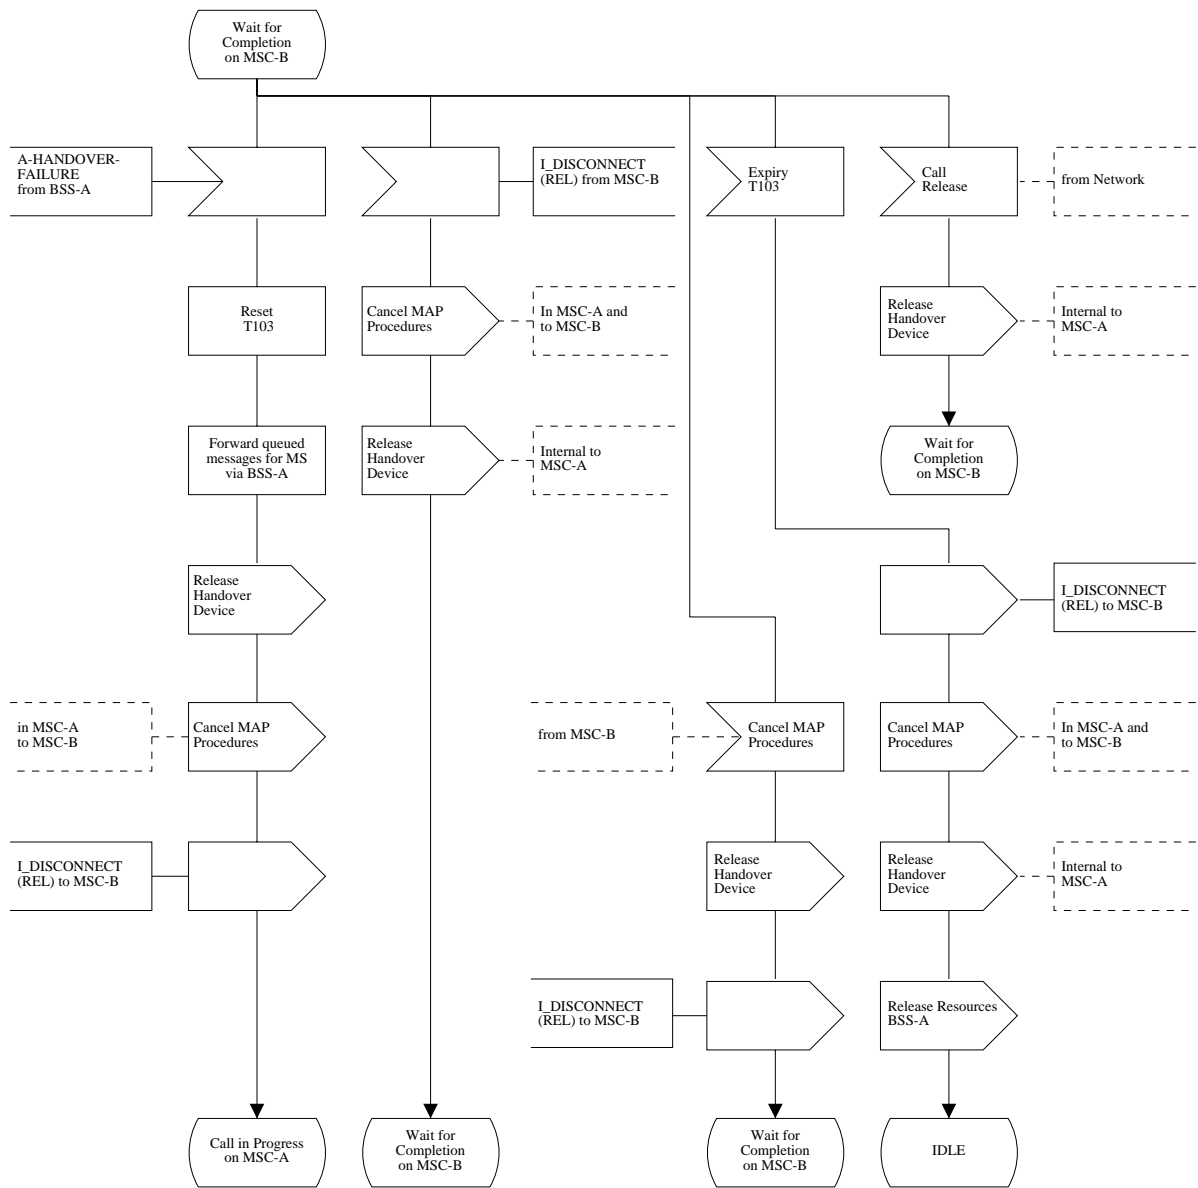 Wait for
Completion
on MSC-B
A-HANDOVER-
FAILURE
from BSS-A
I_DISCONNECT
(REL) from MSC-B
Expiry
T103
Call
Release
from Network
Reset
T103
Cancel MAP
Procedures
In MSC-A and
to MSC-B
Release
Handover
Device
Internal to
MSC-A
Forward queued
messages for MS
via BSS-A
Release
Handover
Device
Internal to
MSC-A
Wait for
Completion
on MSC-B
Release
Handover
Device
I_DISCONNECT
(REL) to MSC-B
in MSC-A
to MSC-B
Cancel MAP
Procedures
from MSC-B
Cancel MAP
Procedures
Cancel MAP
Procedures
In MSC-A and
to MSC-B
I_DISCONNECT
(REL) to MSC-B
Release
Handover
Device
Release
Handover
Device
Internal to
MSC-A
I_DISCONNECT
(REL) to MSC-B
Release Resources
BSS-A
Call in Progress
on MSC-A
Wait for
Completion
on MSC-B
Wait for
Completion
on MSC-B
IDLE